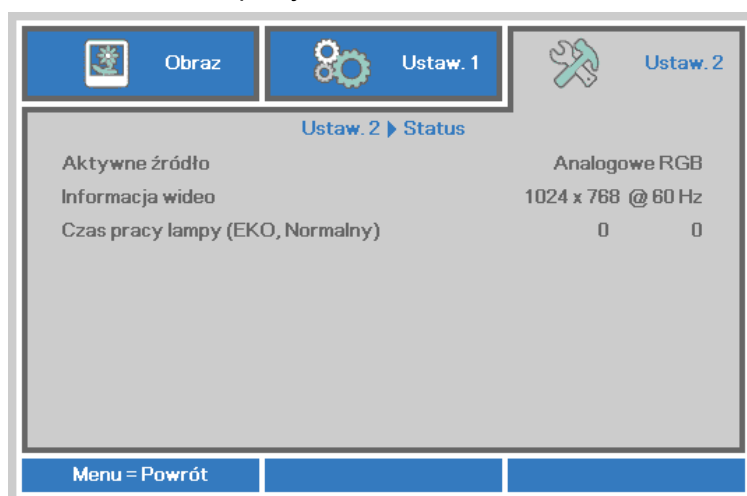 Obraz
Ustaw. 1
Ustaw. 2
Ustaw. 2 Status
Aktywne źródło Analogowe RGB
Informacja wideo 1024 x 768 @ 60 Hz
Czas pracy lampy (EKO, Normalny) 0 0
Menu = Powrót